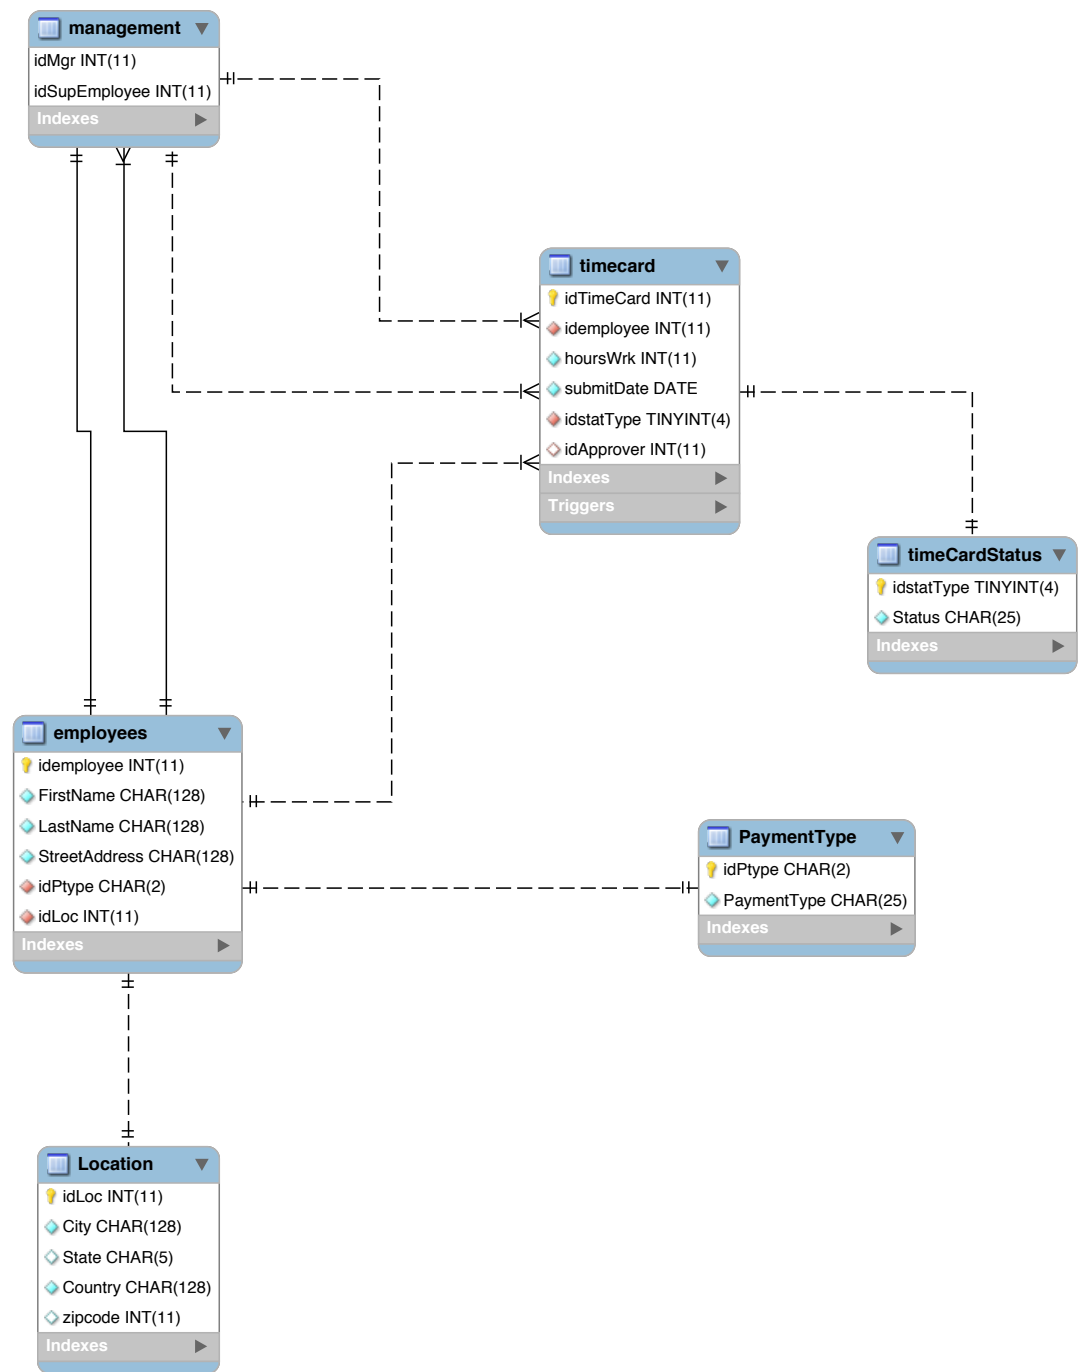 management
idMgr INT(11)
idSupEmployee INT(11)
Indexes
timecard
idTimeCard INT(11)
idemployee INT(11)
hoursWrk INT(11)
submitDate DATE
idstatType TINYINT(4)
idApprover INT(11)
Indexes
Triggers
timeCardStatus
idstatType TINYINT(4)
Status CHAR(25)
Indexes
employees
idemployee INT(11)
FirstName CHAR(128)
LastName CHAR(128)
StreetAddress CHAR(128)
idPtype CHAR(2)
idLoc INT(11)
Indexes
PaymentType
idPtype CHAR(2)
PaymentType CHAR(25)
Indexes
Location
idLoc INT(11)
City CHAR(128)
State CHAR(5)
Country CHAR(128)
zipcode INT(11)
Indexes